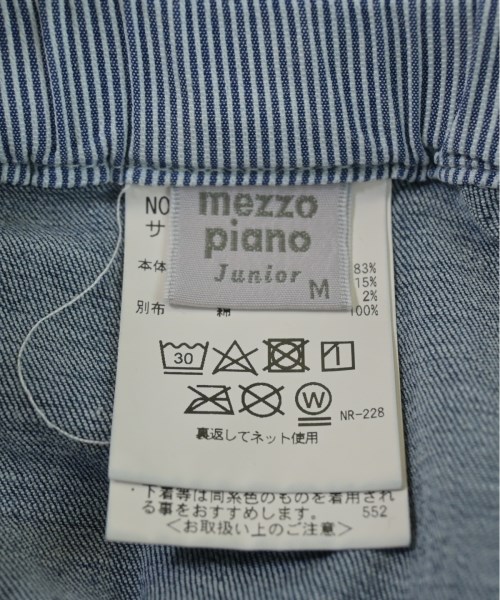 NO
サ
mezzo
piano
Junior
M
本体
83%
15%
2%
別布 綿 100%
30
W
NR-228
裏返してネット使用
・下着等は同系色のものを着用され
る事をおすすめします。 552
<お取扱い上のご注意>